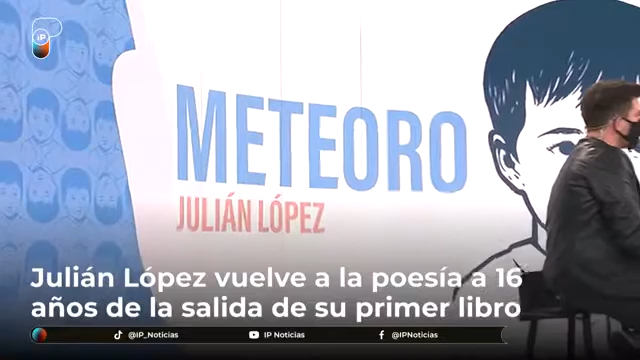 iP
METEORO
JULIÁN LÓPEZ
Julián López vuelve a la poesía a 16
años de la salida de su primer libro
@IP_Noticias IP Noticias @IPNoticias